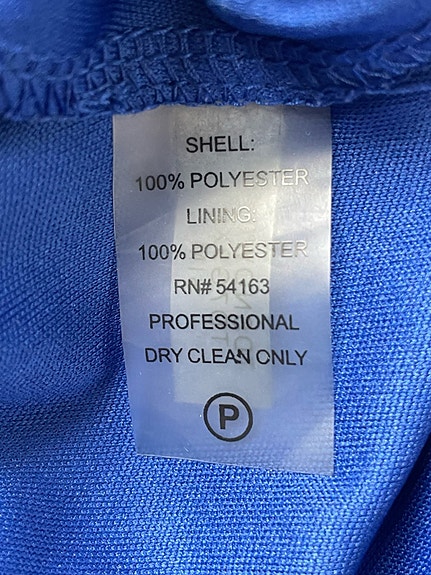 SHELL:
100% POLYESTER
LINING:
100% POLYESTER
RN# 54163
PROFESSIONAL
DRY CLEAN ONLY
P